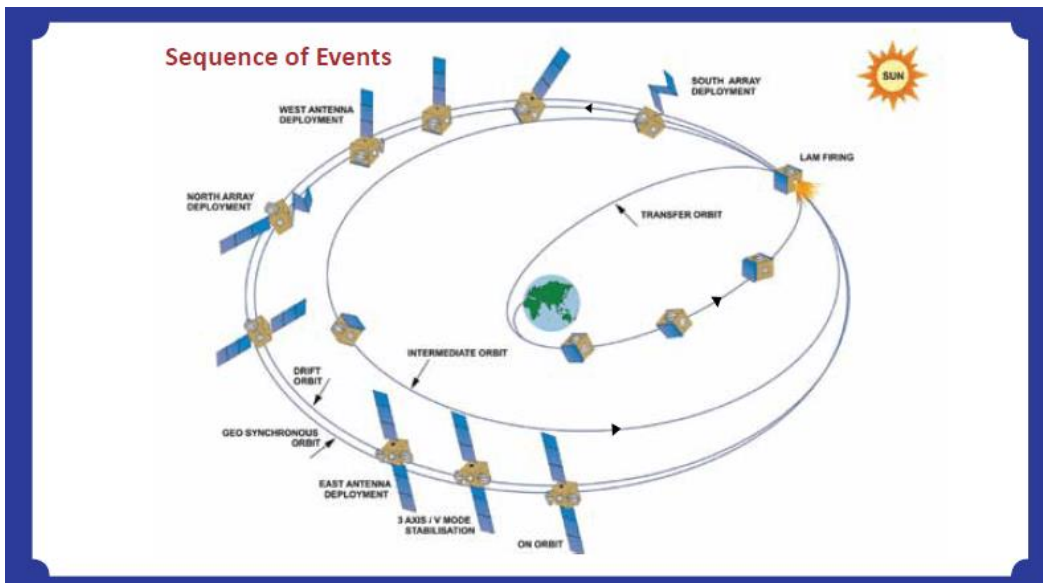 Sequence of Events
SUN
SOUTH ARRAY
DEPLOYMENT
WEST ANTENNA
DEPLOYMENT
LAM FIRING
NORTH ARRAY
DEPLOYMENT
TRANSFER ORBIT
INTERMEDIATE ORBIT
DRIFT
ORBIT
GEO SYNCHRONOUS
ORBIT
EAST ANTENNA
DEPLOYMENT
3 AXIS / V MODE
STABILISATION
ON ORBIT